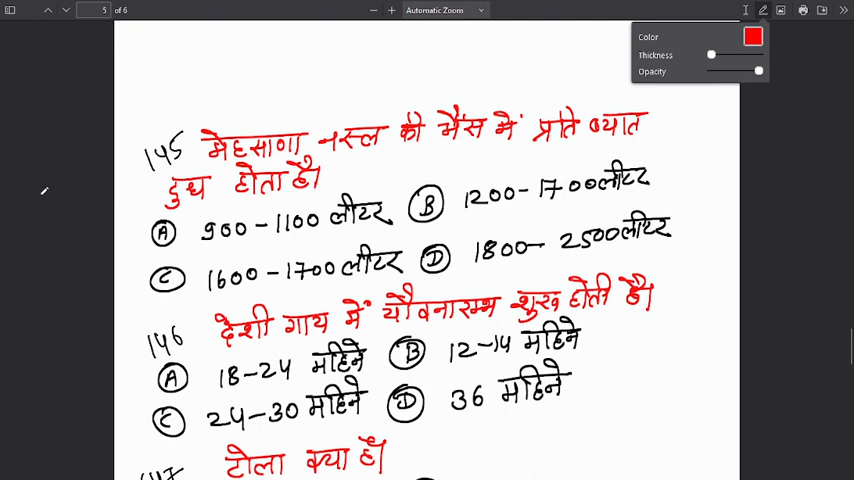 5 of 6
Automatic Zoom
Color
Thickness
Opacity
145 मेहसाणा नस्ल की भैंस में प्रति ब्यात
दुध होता है।
A 900-1100 लीटर B 1200-1700 लीटर
C 1600-1700 लीटर D 1800-2500 लीटर
146 देशी गाय में यौवनारम्भ शुरू होती है।
A 18-24 महिने B 12-14 महिने
C 24-30 महिने D 36 महिने
147 टोला क्या है।